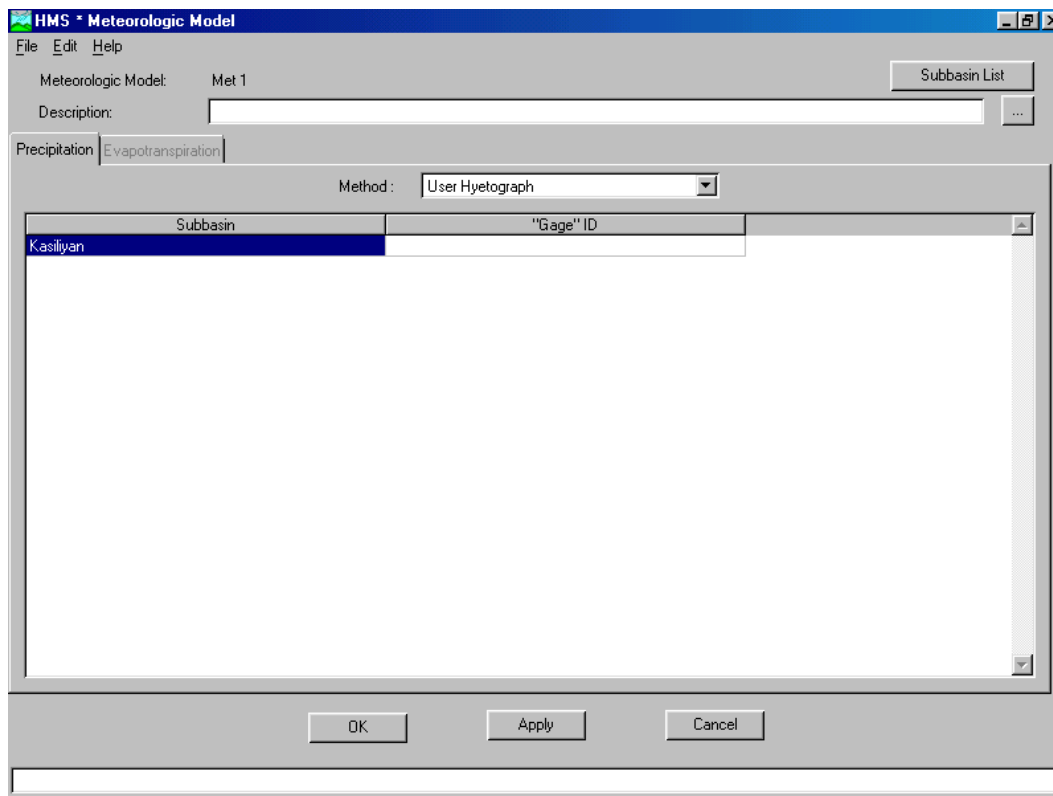 HMS * Meteorologic Model
File Edit Help
Meteorologic Model: Met 1
Subbasin List
Description:
...
Precipitation Evapotranspiration
Method : User Hyetograph
Subbasin "Gage" ID
Kasiliyan
OK Apply Cancel